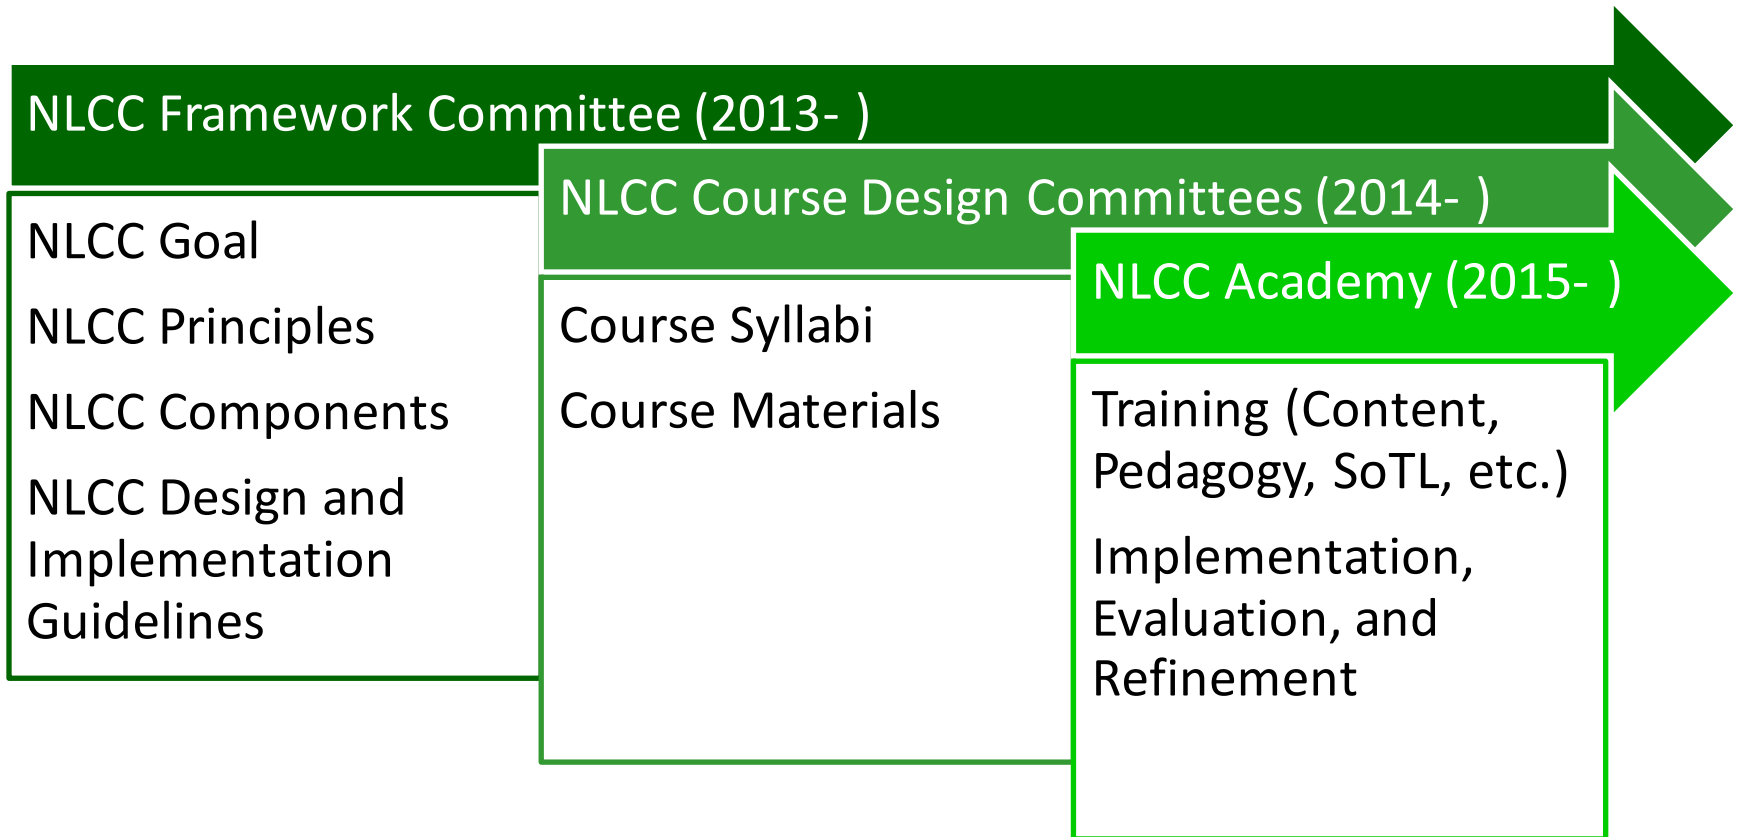 NLCC Framework Committee (2013- )
NLCC Goal
NLCC Principles
NLCC Components
NLCC Design and
Implementation
Guidelines
NLCC Course Design Committees (2014- )
Course Syllabi
Course Materials
NLCC Academy (2015- )
Training (Content,
Pedagogy, SoTL, etc.)
Implementation,
Evaluation, and
Refinement